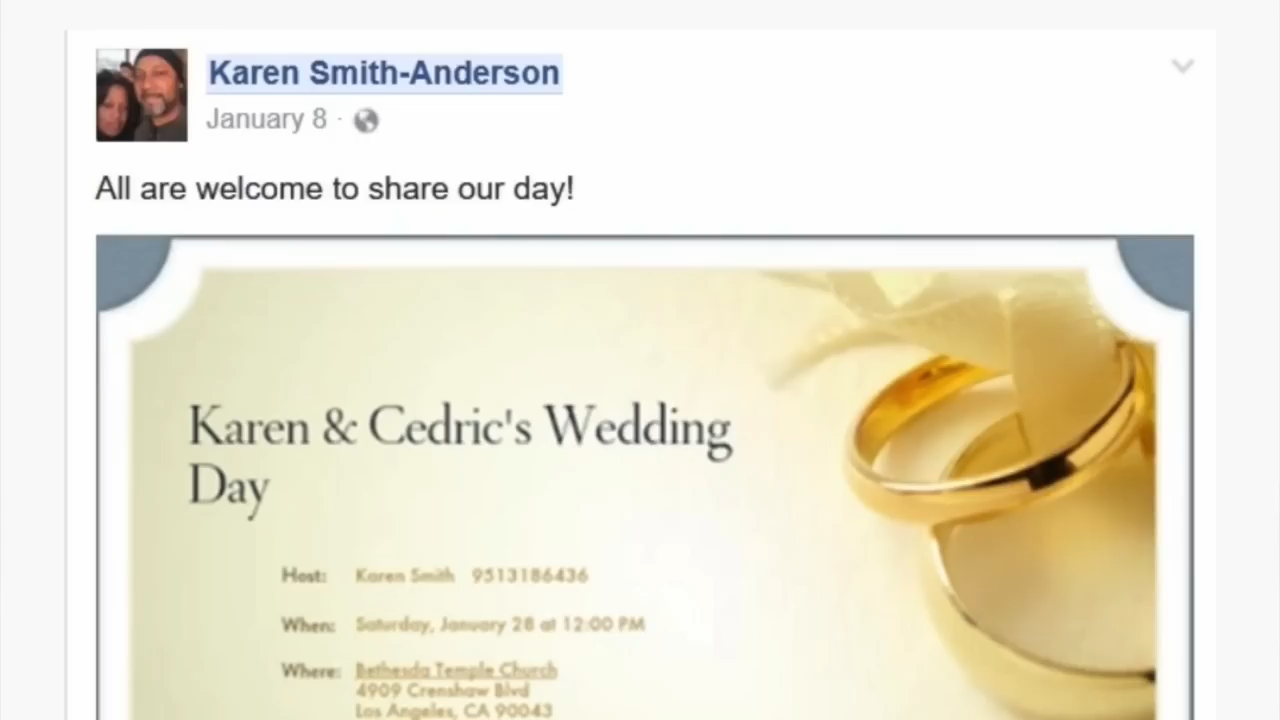 Karen Smith-Anderson
January 8 ·
All are welcome to share our day!
Karen & Cedric's Wedding
Day
Host: Karen Smith 9513186436
When: Saturday, January 28 at 12:00 PM
Where: Bethesda Temple Church
4909 Crenshaw Blvd
Los Angeles, CA 90043